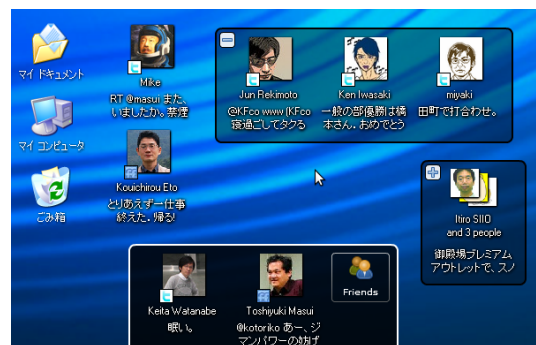 マイ ドキュメント
マイ コンピュータ
ごみ箱
Mike
RT @masui また、
いましたか。禁煙
Kouichirou Eto
とりあえず一仕事
終えた。帰る!
Jun Rekimoto
@KFco www (KFco
寝過ごしてタクる
Ken Iwasaki
一般の部優勝は橋
本さん。おめでとう
miyaki
田町で打合わせ。
Itiro SIIO
and 3 people
御殿場プレミアム
アウトレットで、スノ
Keita Watanabe
眠い。
Toshiyuki Masui
@kotoriko あー、ジ
マンパワーの妨げ
Friends